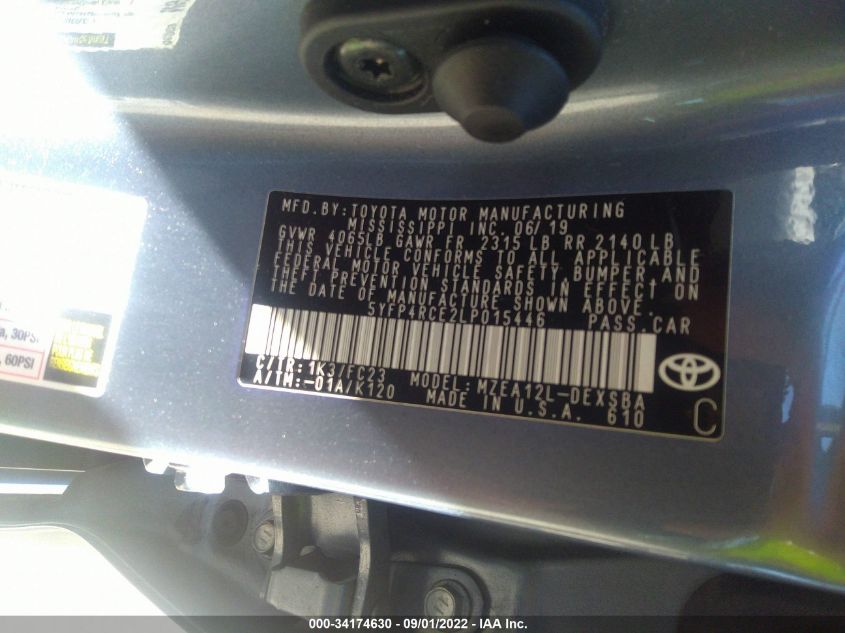 MFD. BY: TOYOTA MOTOR MANUFACTURING
MISSISSIPPI INC. 06/19
GVWR 4065LB GAWR FR 2315 LB RR 2140 LB
THIS VEHICLE CONFORMS TO ALL APPLICABLE
FEDERAL MOTOR VEHICLE SAFETY BUMPER AND
THEFT PREVENTION STANDARDS IN EFFECT ON
THE DATE OF MANUFACTURE SHOWN ABOVE.
5YFP4RCE2LP015446 PASS. CAR
C/TR: 1K3/FC23
A/TM: -01A/K120
MODEL: MZEA12L-DEXSBA
MADE IN U.S.A. 610
C
30PSI
60PSI
000-34174630 - 09/01/2022 - IAA Inc.